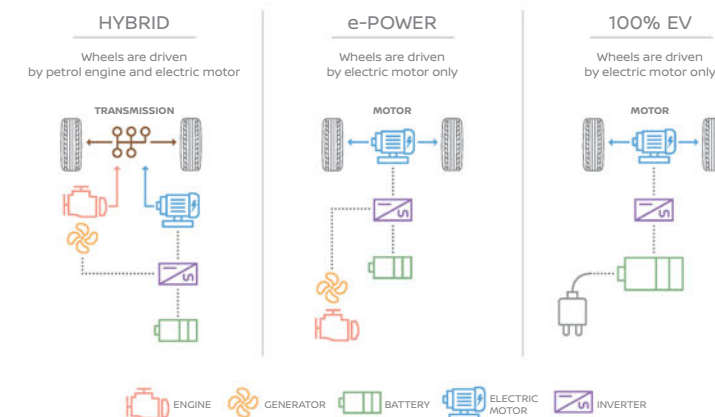 HYBRID
Wheels are driven
by petrol engine and electric motor
TRANSMISSION
e-POWER
Wheels are driven
by electric motor only
MOTOR
100% EV
Wheels are driven
by electric motor only
MOTOR
ENGINE
GENERATOR
BATTERY
ELECTRIC
MOTOR
INVERTER